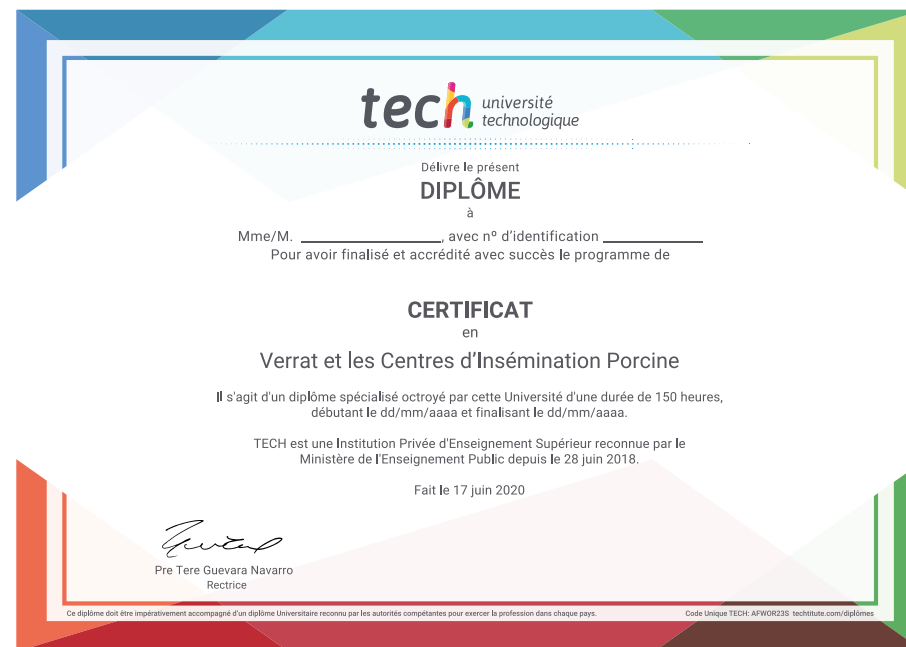 tech université
technologique
Délivre le présent
DIPLÔME
à
Mme/M. ____________________, avec nº d'identification ______________
Pour avoir finalisé et accrédité avec succès le programme de
CERTIFICAT
en
Verrat et les Centres d'Insémination Porcine
Il s'agit d'un diplôme spécialisé octroyé par cette Université d'une durée de 150 heures,
débutant le dd/mm/aaaa et finalisant le dd/mm/aaaa.
TECH est une Institution Privée d'Enseignement Supérieur reconnue par le
Ministère de l'Enseignement Public depuis le 28 juin 2018.
Fait le 17 juin 2020
Pre Tere Guevara Navarro
Rectrice
Ce diplôme doit être impérativement accompagné d'un diplôme Universitaire reconnu par les autorités compétantes pour exercer la profession dans chaque pays.
Code Unique TECH: AFWOR23S techtitute.com/diplômes